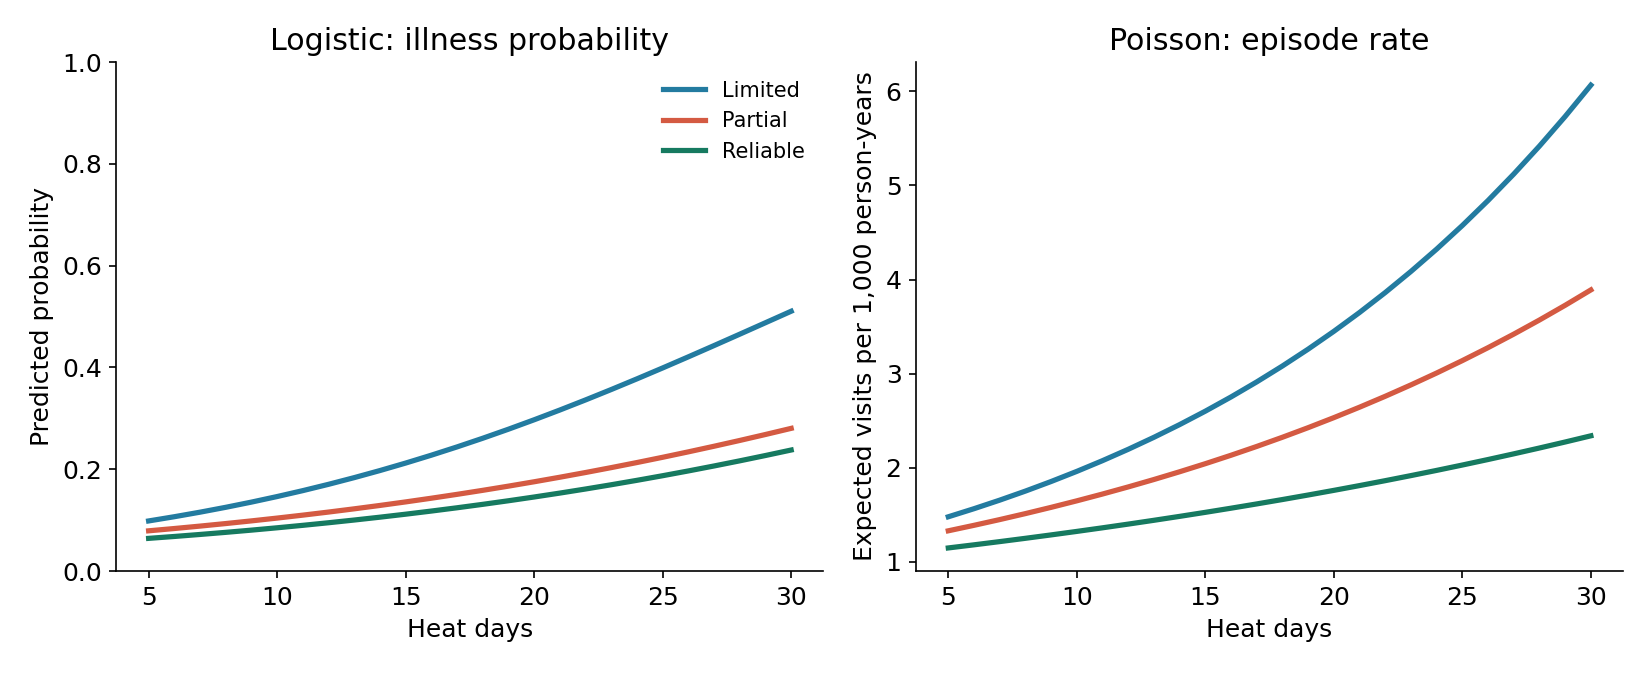 Logistic: illness probability
Predicted probability
1.0
0.8
0.6
0.4
0.2
0.0
Limited
Partial
Reliable
5 10 15 20 25 30
Heat days
Poisson: episode rate
Expected visits per 1,000 person-years
6
5
4
3
2
1
5 10 15 20 25 30
Heat days